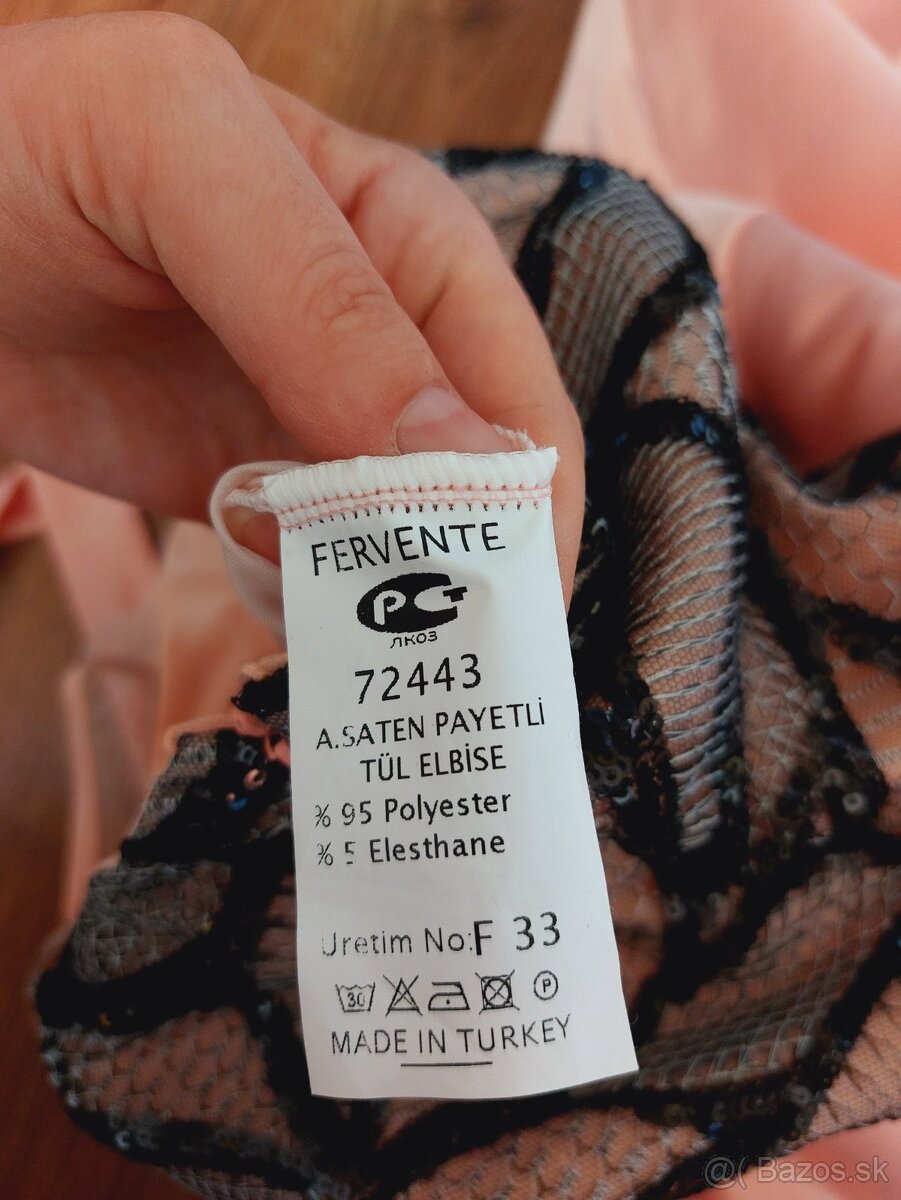 FERVENTE
РСТ
ЛК03
72443
A.SATEN PAYETLİ
TÜL ELBİSE
% 95 Polyester
% 5 Elesthane
Uretim No:F 33
30
P
MADE IN TURKEY
@( Bazos.sk